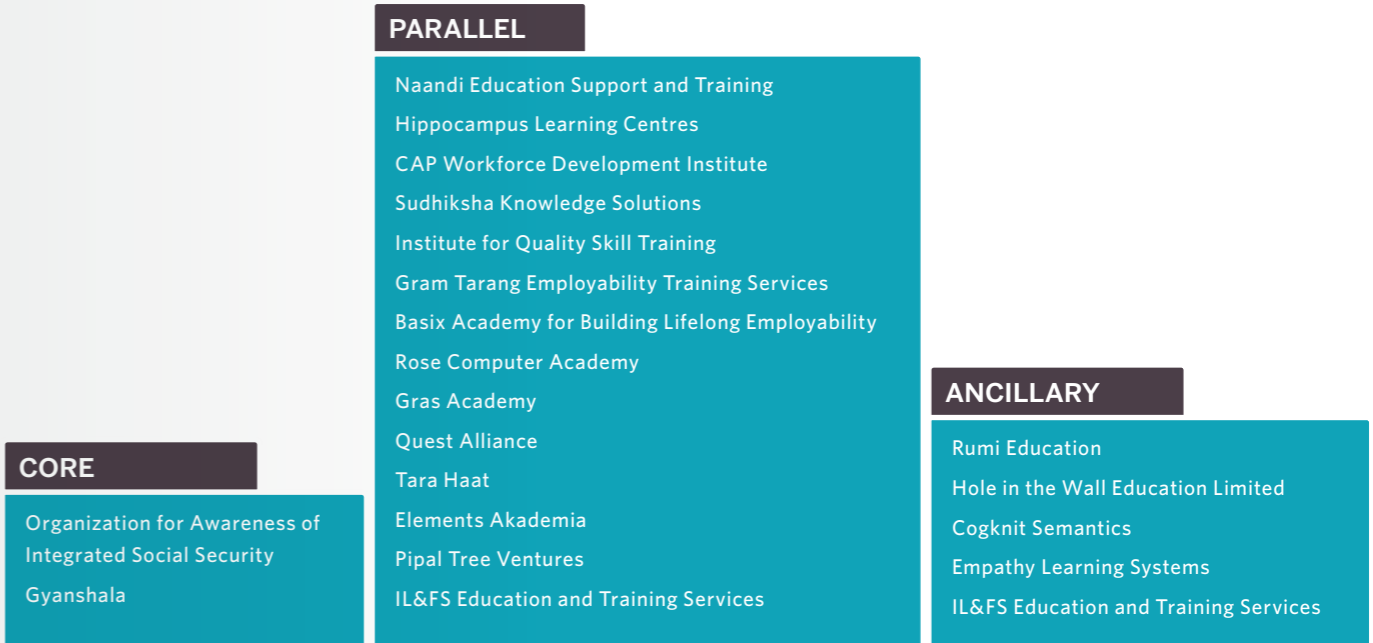 CORE
Organization for Awareness of
Integrated Social Security
Gyanshala
PARALLEL
Naandi Education Support and Training
Hippocampus Learning Centres
CAP Workforce Development Institute
Sudhiksha Knowledge Solutions
Institute for Quality Skill Training
Gram Tarang Employability Training Services
Basix Academy for Building Lifelong Employability
Rose Computer Academy
Gras Academy
Quest Alliance
Tara Haat
Elements Akademia
Pipal Tree Ventures
IL&FS Education and Training Services
ANCILLARY
Rumi Education
Hole in the Wall Education Limited
Cogknit Semantics
Empathy Learning Systems
IL&FS Education and Training Services